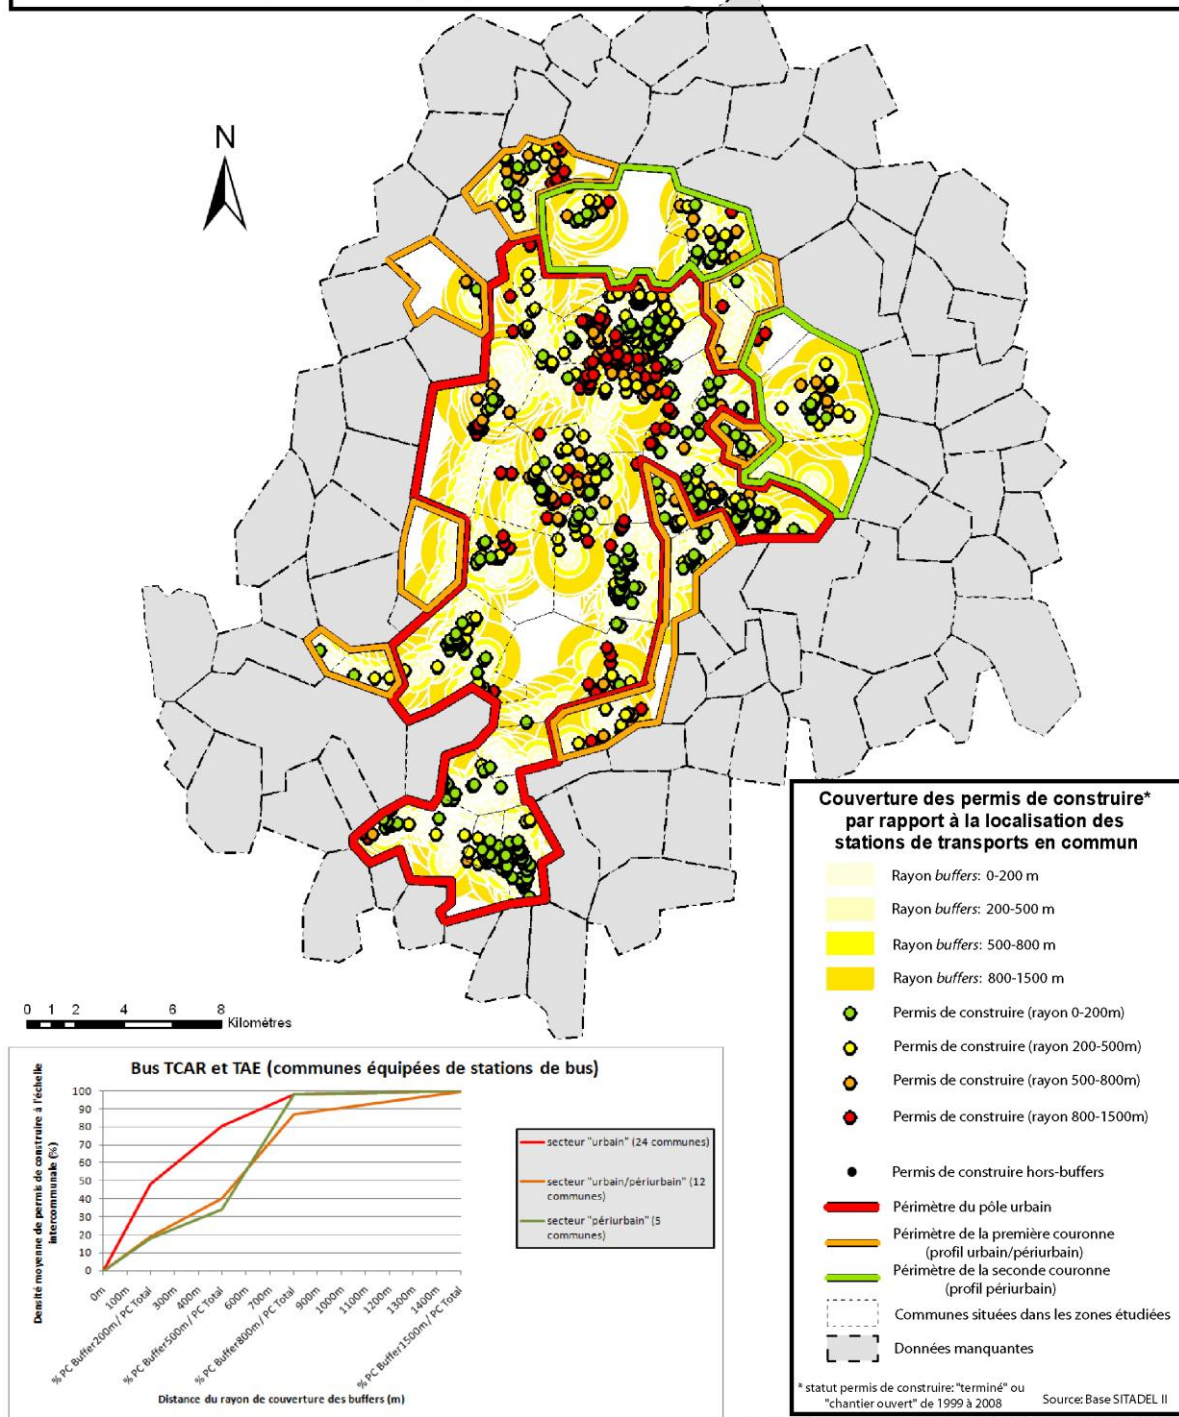 N
0 1 2 4 6 8
Kilomètres
Bus TCAR et TAE (communes équipées de stations de bus)
Densité moyenne de permis de construire à l'échelle
intercommunale (%)
100
90
80
70
60
50
40
30
20
10
0
0m
100m
% PC Buffer200m / PC Total
300m
400m
% PC Buffer500m / PC Total
600m
700m
% PC Buffer800m / PC Total
900m
1000m
1100m
1200m
1300m
1400m
% PC Buffer1500m / PC Total
Distance du rayon de couverture des buffers (m)
secteur "urbain" (24 communes)
secteur "urbain/périurbain" (12
communes)
secteur "périurbain" (5
communes)
Couverture des permis de construire*
par rapport à la localisation des
stations de transports en commun
Rayon buffers: 0-200 m
Rayon buffers: 200-500 m
Rayon buffers: 500-800 m
Rayon buffers: 800-1500 m
Permis de construire (rayon 0-200m)
Permis de construire (rayon 200-500m)
Permis de construire (rayon 500-800m)
Permis de construire (rayon 800-1500m)
Permis de construire hors-buffers
Périmètre du pôle urbain
Périmètre de la première couronne
(profil urbain/périurbain)
Périmètre de la seconde couronne
(profil périurbain)
Communes situées dans les zones étudiées
Données manquantes
* statut permis de construire: "terminé" ou
"chantier ouvert" de 1999 à 2008
Source: Base SITADEL II